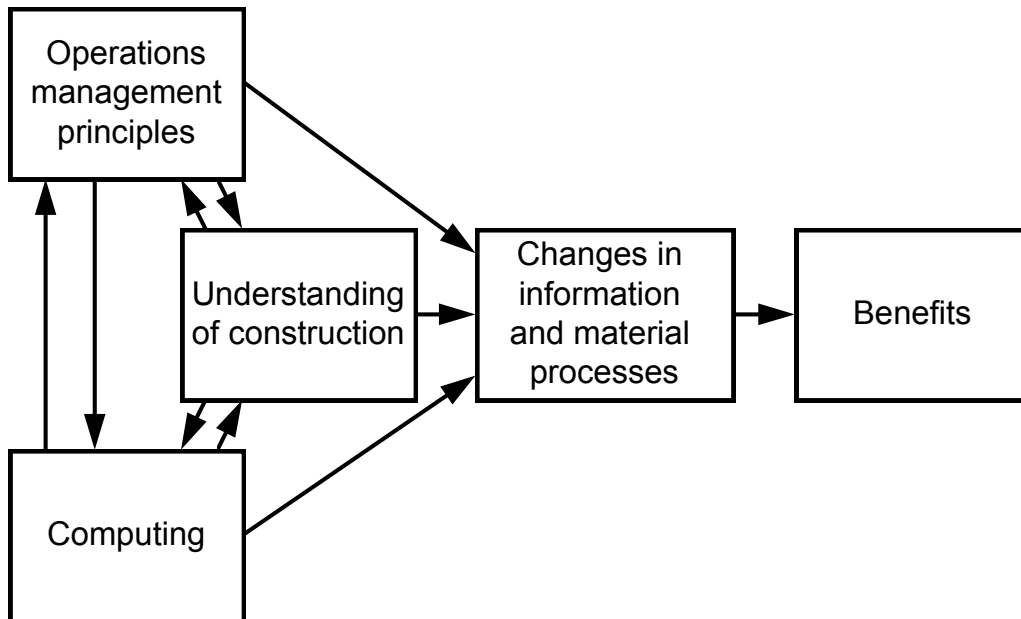 Operations
management
principles
Understanding
of construction
Computing
Changes in
information
and material
processes
Benefits